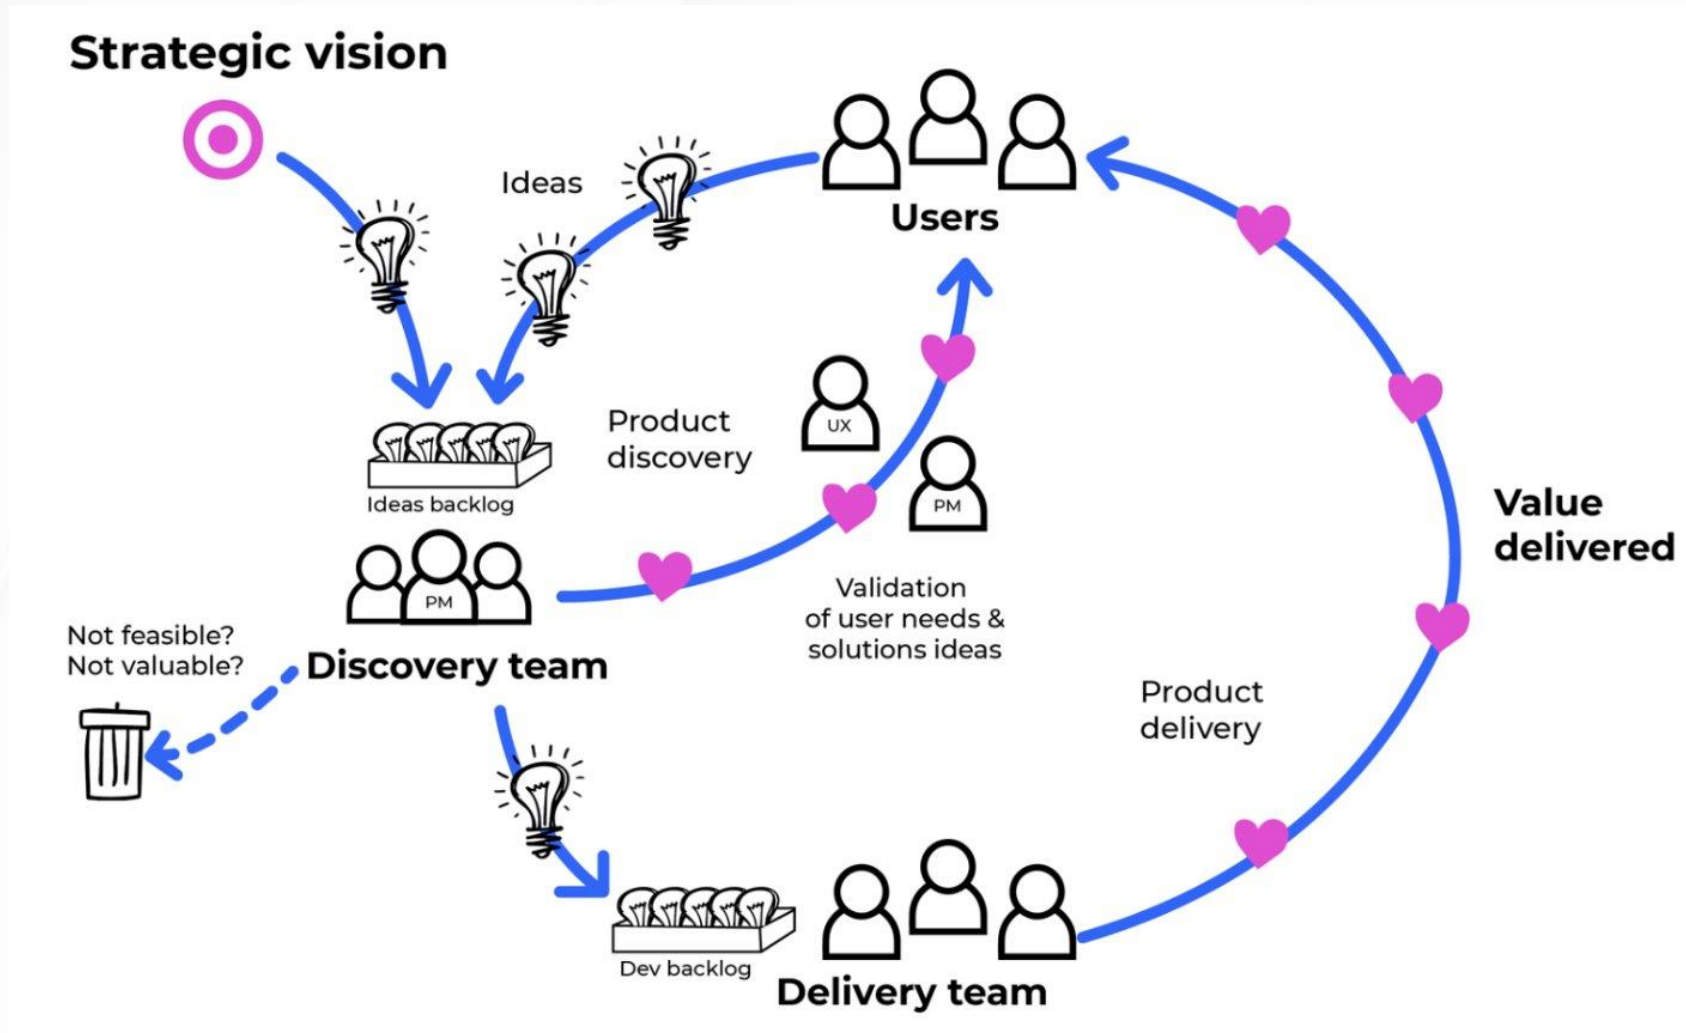 Strategic vision
Ideas
Users
Product
discovery
UX
PM
Ideas backlog
PM
Validation
of user needs &
solutions ideas
Value
delivered
Not feasible?
Not valuable?
Discovery team
Product
delivery
Dev backlog
Delivery team